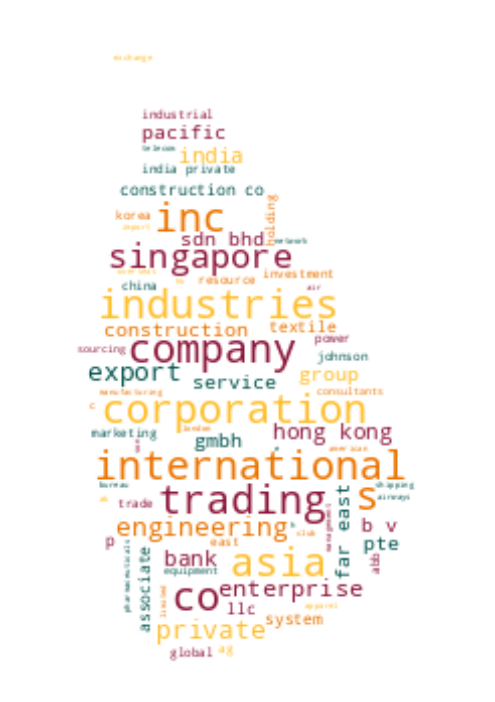 exchange
industrial
pacific
telecom
india
india private
construction co
holding
korea
inc
import
sdn bhd
network
singapore
resource
investment
china
air
industries
construction
textile
power
sourcing
company
johnson
export
service
group
manufacturing
consultants
c
corporation
london
marketing
gmbh
hong kong
american
international
bureau
shipping
trade
trading
s
airways
far east
management
engineering
club
b v
p
east
pte
pharmaceuticals
associate
bank
equipment
asia
abb
limited
co
enterprise
llc
apparel
system
private
global
ag